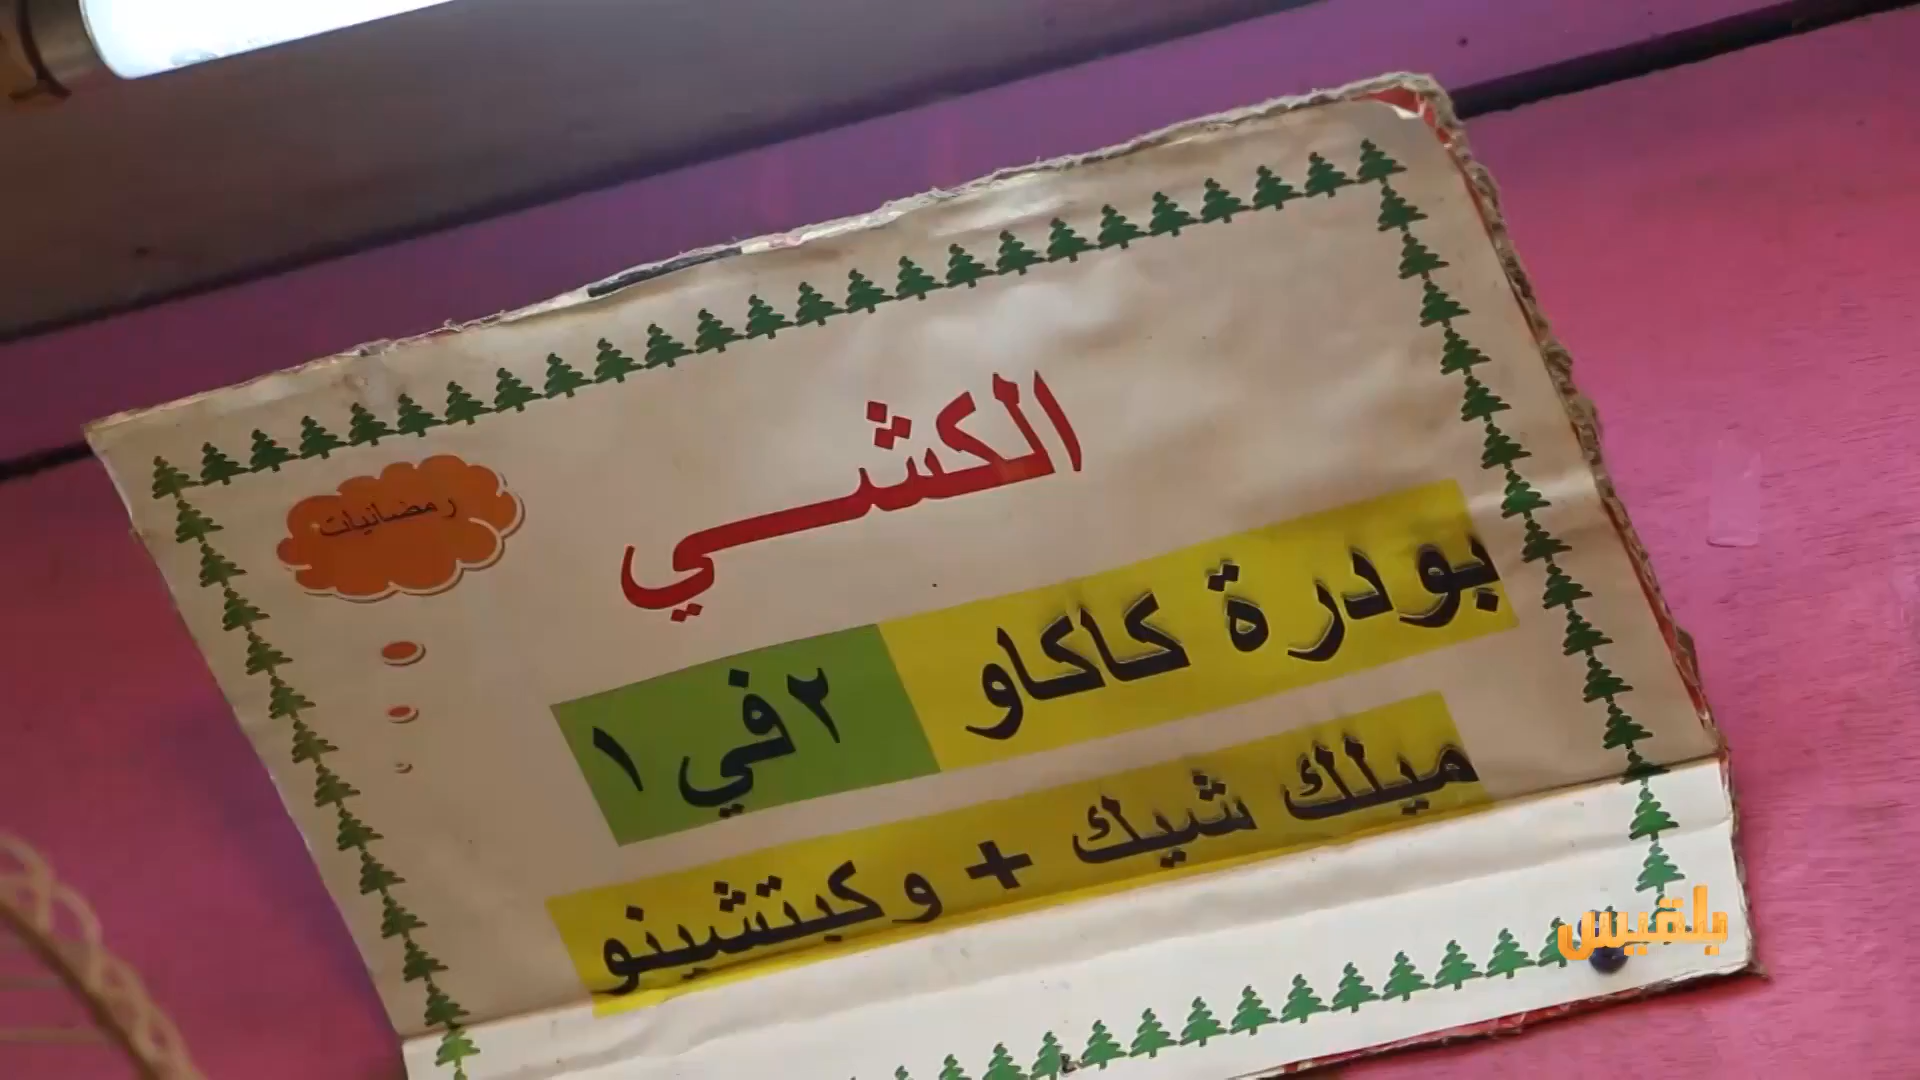 الكشي
رمضانيات
بودرة كاكاو ٢ في ١
ميلك شيك + وكبتشينو
بلقيس